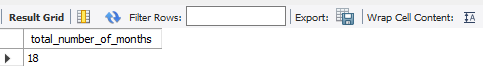 Result Grid Filter Rows: Export: Wrap Cell Content:
total_number_of_months
18